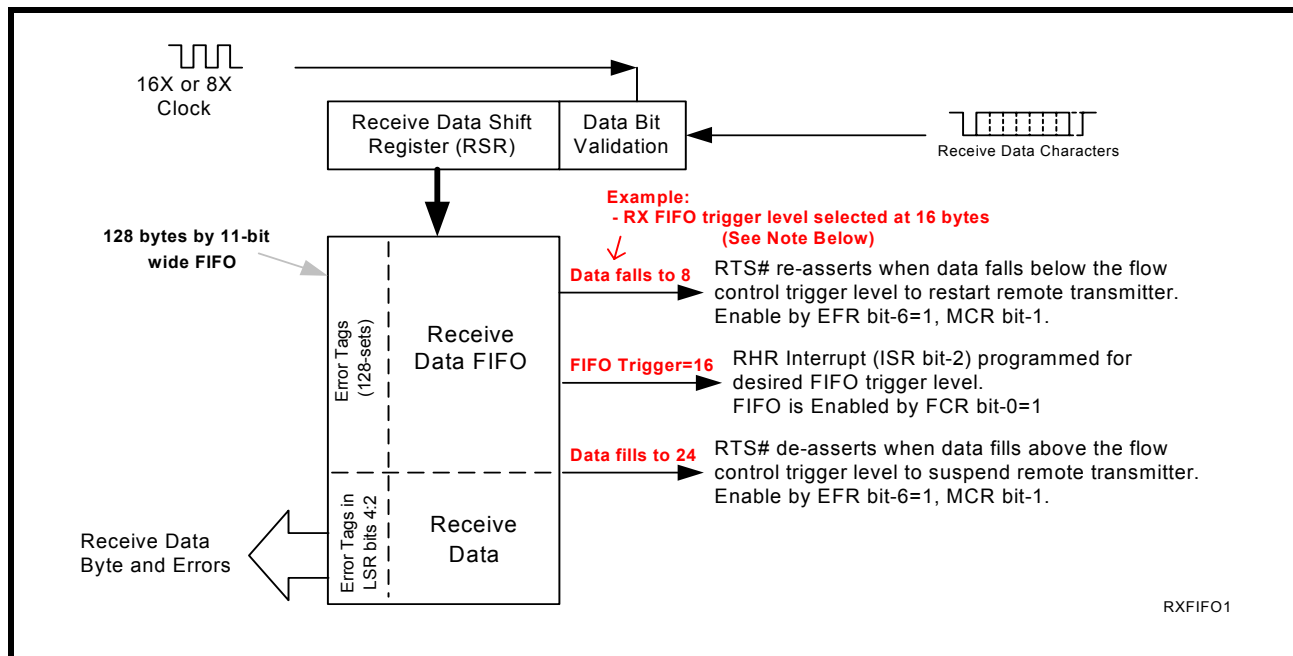 16X or 8X
Clock
Receive Data Shift
Register (RSR)
Data Bit
Validation
Receive Data Characters
Example:
- RX FIFO trigger level selected at 16 bytes
(See Note Below)
128 bytes by 11-bit
wide FIFO
Error Tags
(128-sets)
Receive
Data FIFO
Data falls to 8
RTS# re-asserts when data falls below the flow
control trigger level to restart remote transmitter.
Enable by EFR bit-6=1, MCR bit-1.
FIFO Trigger=16
RHR Interrupt (ISR bit-2) programmed for
desired FIFO trigger level.
FIFO is Enabled by FCR bit-0=1
Data fills to 24
RTS# de-asserts when data fills above the flow
control trigger level to suspend remote transmitter.
Enable by EFR bit-6=1, MCR bit-1.
Error Tags in
LSR bits 4:2
Receive
Data
Receive Data
Byte and Errors
RXFIFO1